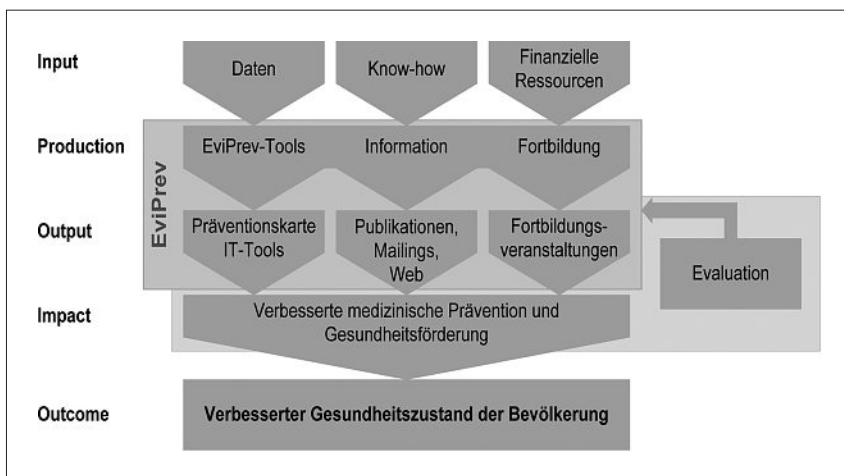 Input
Daten
Know-how
Finanzielle
Ressourcen
Production
EviPrev-Tools
Information
Fortbildung
EviPrev
Output
Präventionskarte
IT-Tools
Publikationen,
Mailings,
Web
Fortbildungs-
veranstaltungen
Evaluation
Impact
Verbesserte medizinische Prävention und
Gesundheitsförderung
Outcome
Verbesserter Gesundheitszustand der Bevölkerung